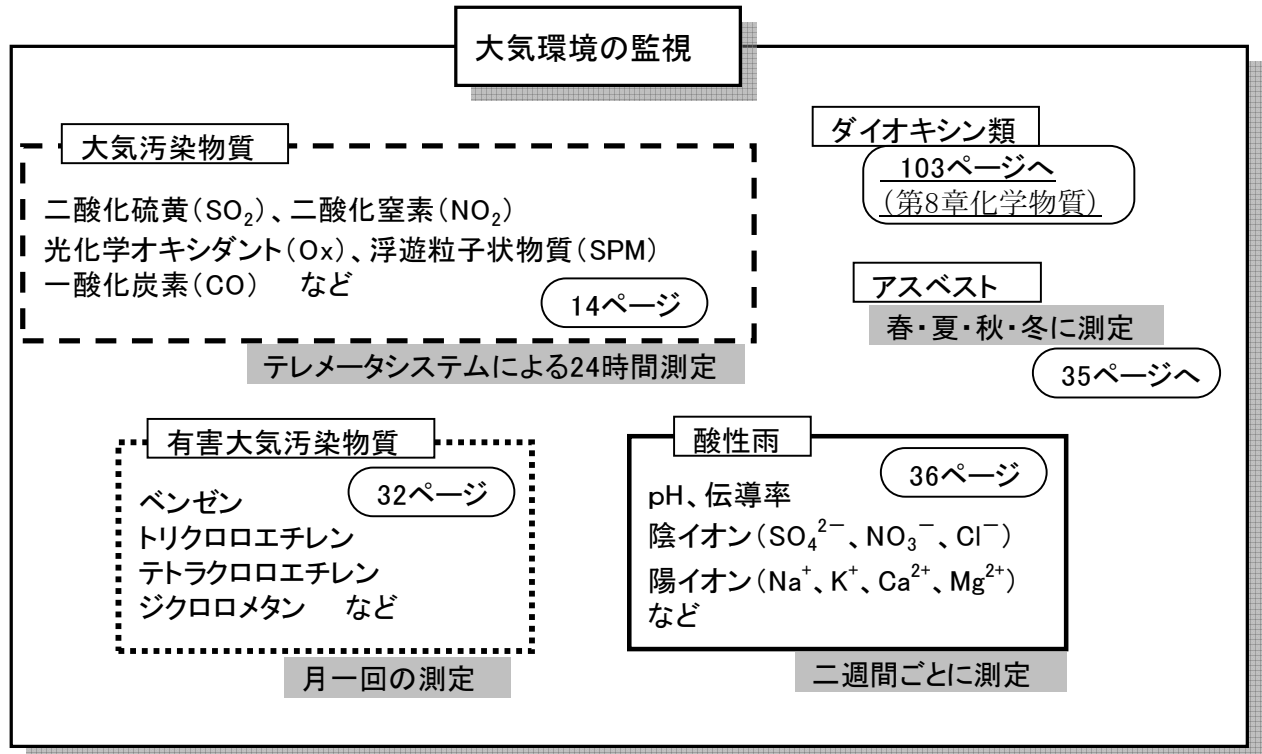 大気環境の監視
大気汚染物質
二酸化硫黄(SO₂)、二酸化窒素(NO₂)
光化学オキシダント(Ox)、浮遊粒子状物質(SPM)
一酸化炭素(CO) など
14ページ
テレメータシステムによる24時間測定
ダイオキシン類
103ページへ
(第8章化学物質)
アスベスト
春・夏・秋・冬に測定
35ページへ
有害大気汚染物質
32ページ
ベンゼン
トリクロロエチレン
テトラクロロエチレン
ジクロロメタン など
月一回の測定
酸性雨
36ページ
pH、伝導率
陰イオン(SO₄²⁻、NO₃⁻、Cl⁻)
陽イオン(Na⁺、K⁺、Ca²⁺、Mg²⁺)
など
二週間ごとに測定